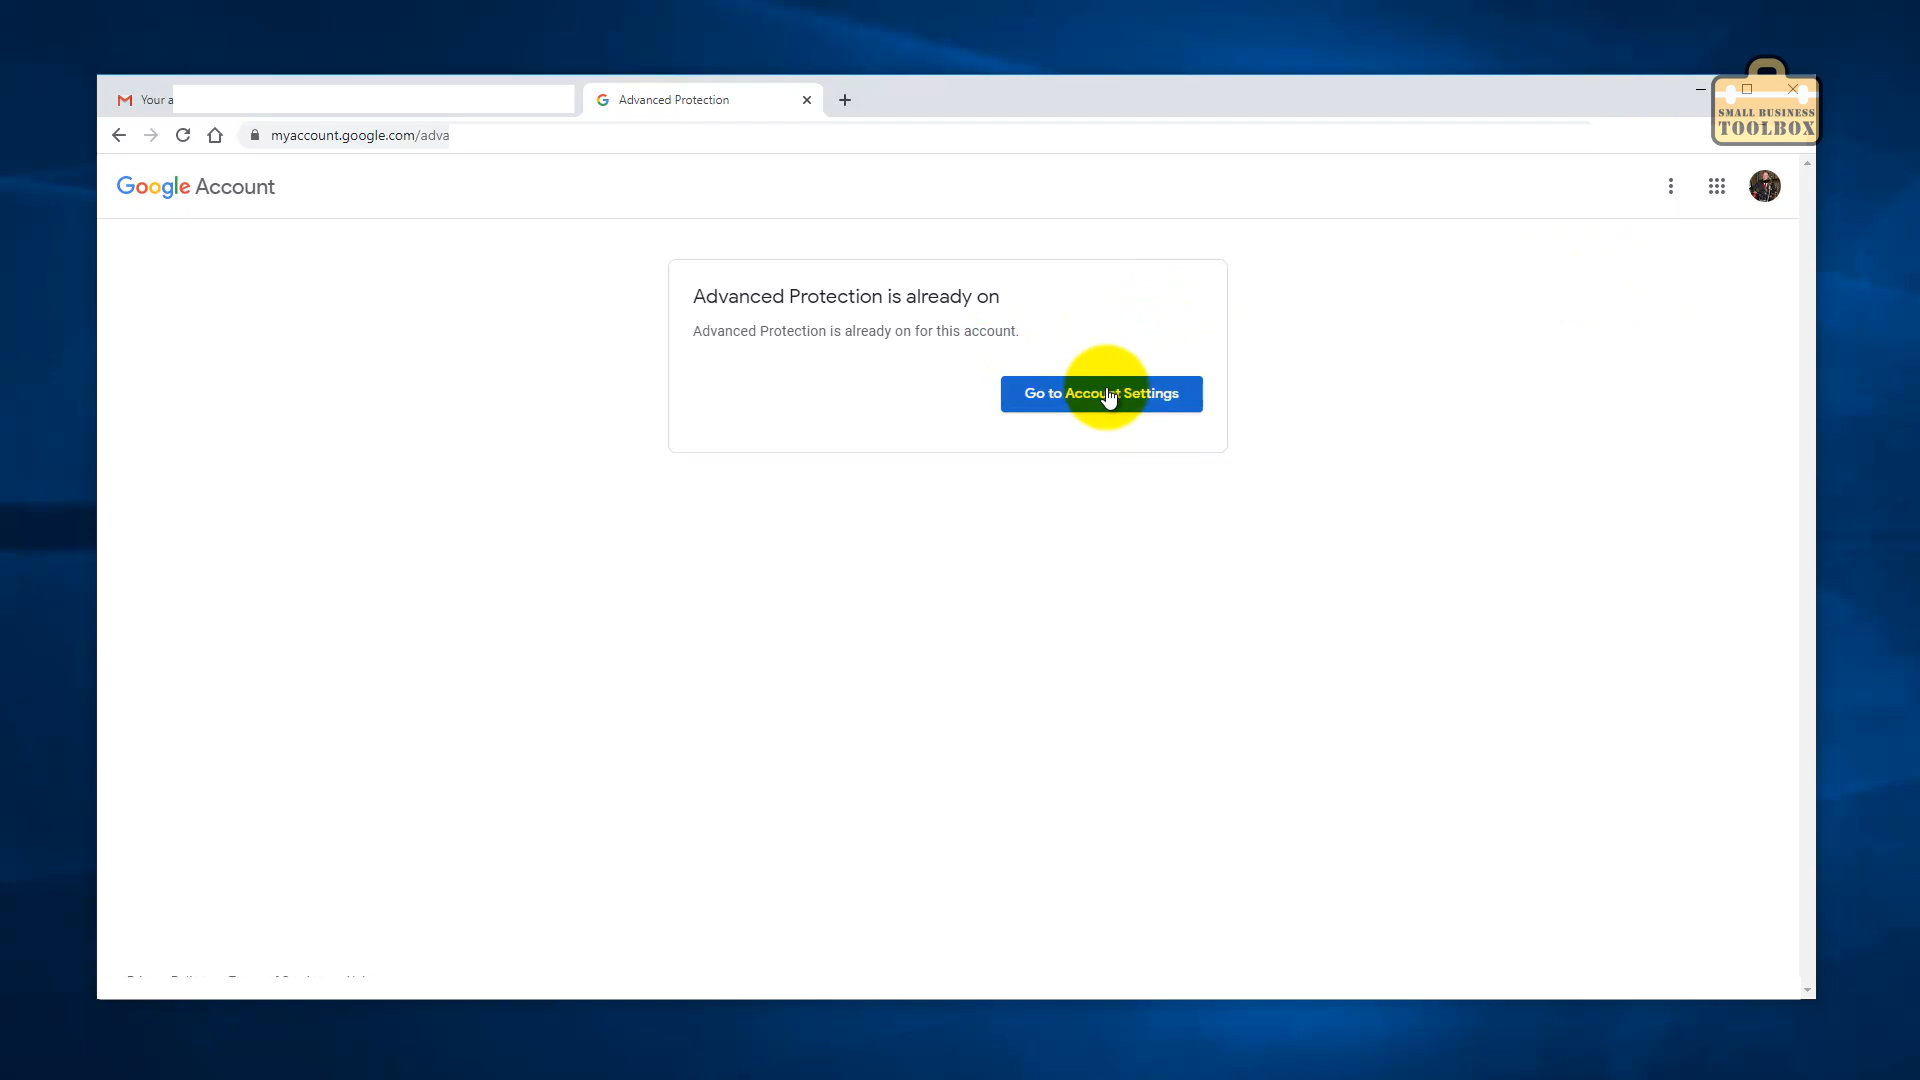 Your a
Advanced Protection
SMALL BUSINESS
TOOLBOX
myaccount.google.com/adva
Google Account
Advanced Protection is already on
Advanced Protection is already on for this account.
Go to Account Settings